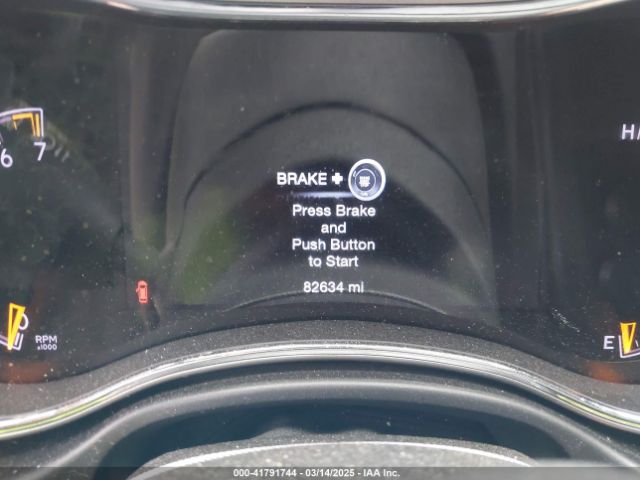 6 7
H
BRAKE +
Press Brake
and
Push Button
to Start
82634 mi
0
RPM
x1000
E
000-41791744 - 03/14/2025 - IAA Inc.